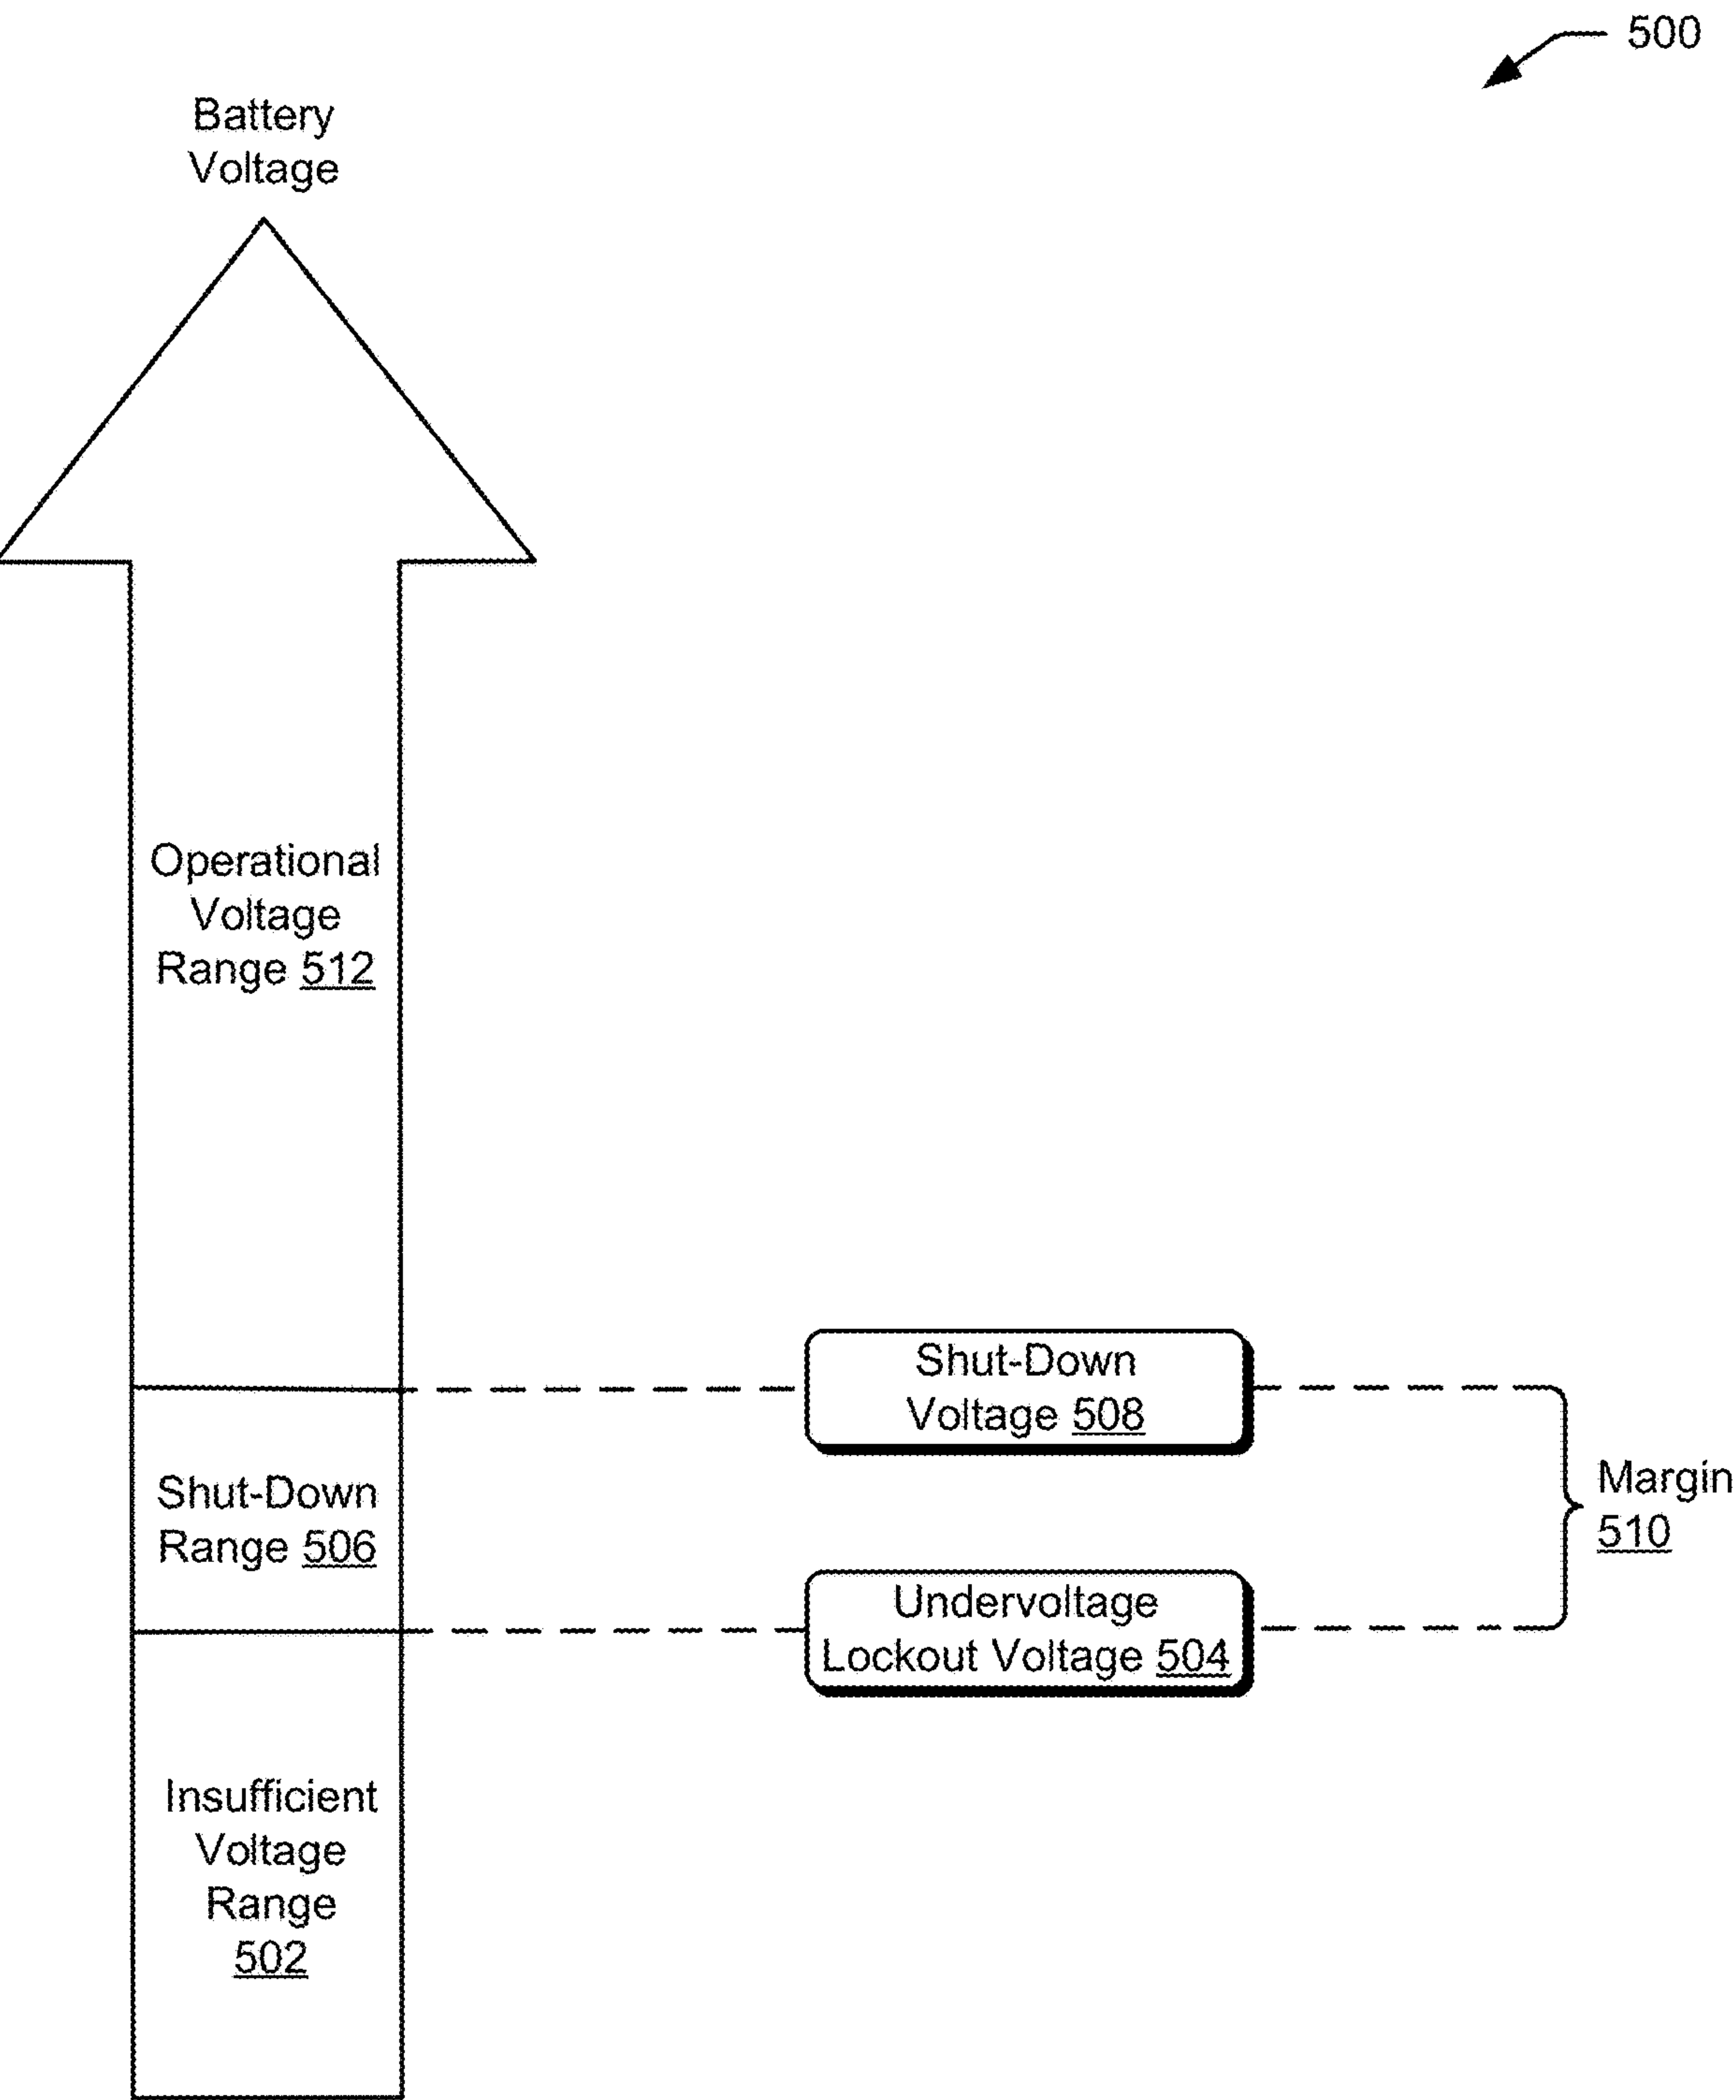 500
Battery
Voltage
Operational
Voltage
Range 512
Shut-Down
Voltage 508
Shut-Down
Range 506
Margin
510
Undervoltage
Lockout Voltage 504
Insufficient
Voltage
Range
502